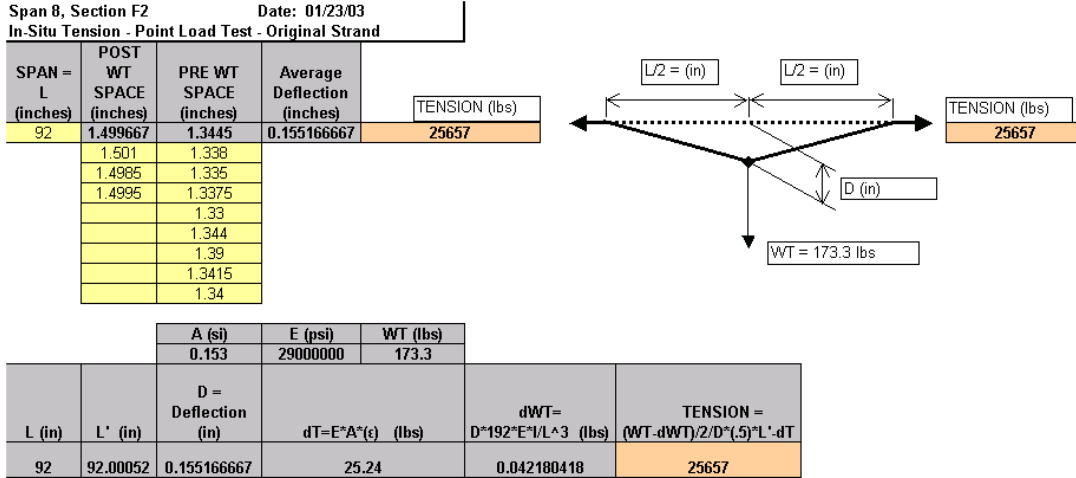 Span 8, Section F2 Date: 01/23/03
In-Situ Tension - Point Load Test - Original Strand
SPAN = L (inches) POST WT SPACE (inches) PRE WT SPACE (inches) Average Deflection (inches) TENSION (lbs)
92 1.499667 1.3445 0.155166667 25657
1.501 1.338
1.4985 1.335
1.4995 1.3375
1.33
1.344
1.39
1.3415
1.34
L/2 = (in) L/2 = (in)
TENSION (lbs)
25657
D (in)
WT = 173.3 lbs
A (si) E (psi) WT (lbs)
0.153 29000000 173.3
L (in) L' (in) D = Deflection (in) dT=E*A*(ε) (lbs) dWT= D*192*E*I/L^3 (lbs) TENSION = (WT-dWT)/2/D*(.5)*L'-dT
92 92.00052 0.155166667 25.24 0.042180418 25657